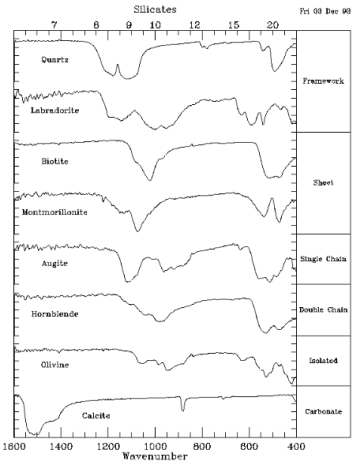 Silicates
Fri 03 Dec 93
7 8 9 10 12 15 20
Quartz
Framework
Labradorite
Biotite
Sheet
Montmorillonite
Augite
Single Chain
Hornblende
Double Chain
Olivine
Isolated
Calcite
Carbonate
1600 1400 1200 1000 800 600 400
Wavenumber